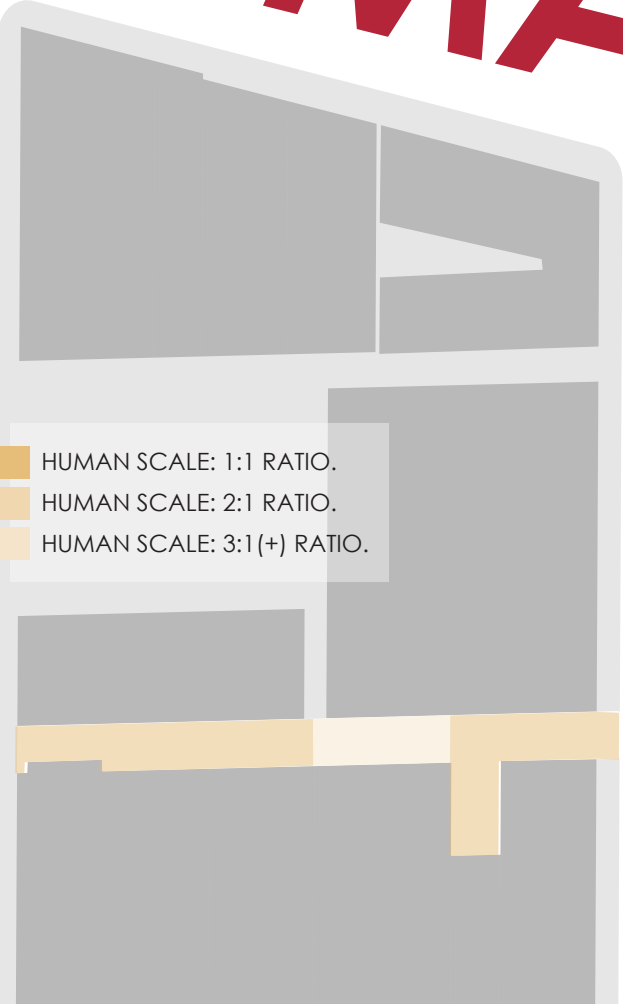 HUMAN SCALE: 1:1 RATIO.
HUMAN SCALE: 2:1 RATIO.
HUMAN SCALE: 3:1(+) RATIO.